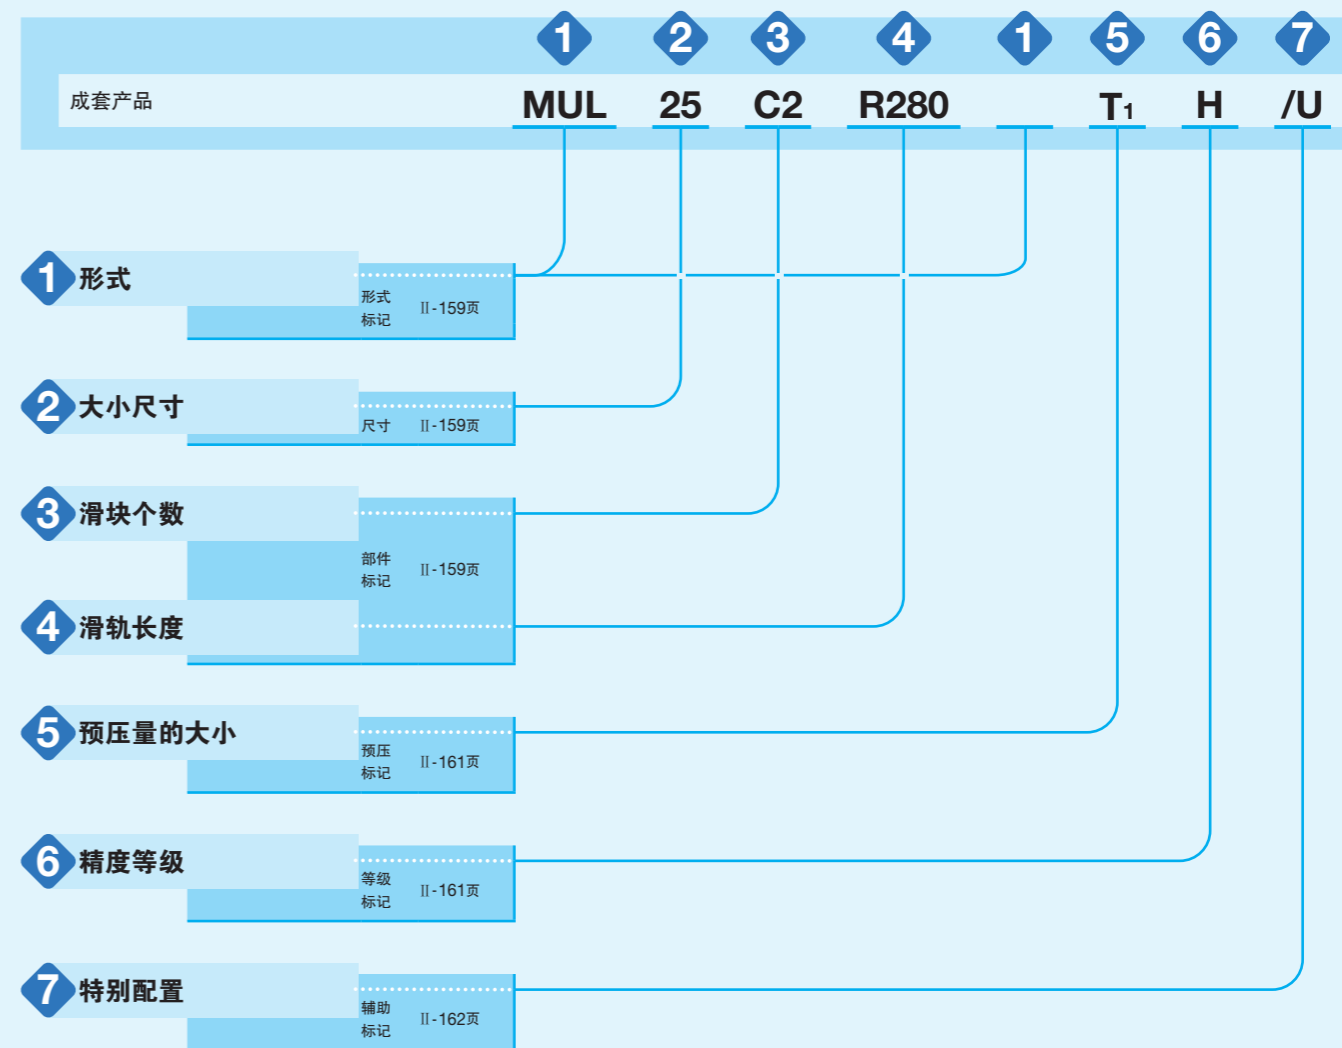 1 2 3 4 1 5 6 7
成套产品 MUL 25 C2 R280 T1 H /U
1 形式
形式
标记 II-159页
2 大小尺寸
尺寸 II-159页
3 滑块个数
部件
标记 II-159页
4 滑轨长度
5 预压量的大小
预压
标记 II-161页
6 精度等级
等级
标记 II-161页
7 特别配置
辅助
标记 II-162页